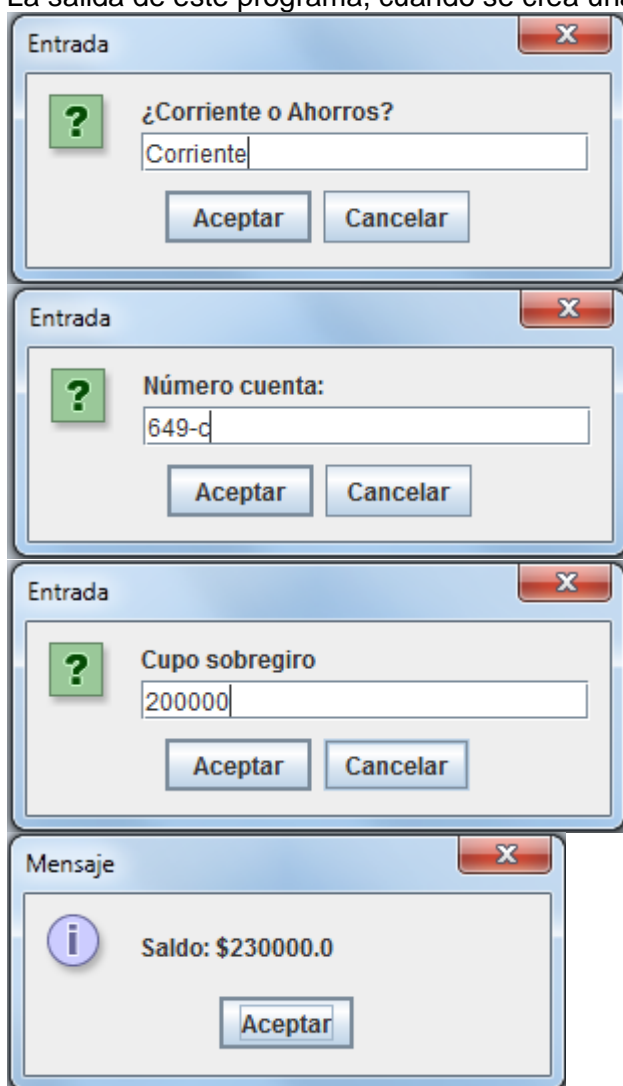 La salida de este programa, cuando se crea una
Entrada
¿Corriente o Ahorros?
Corriente
Aceptar Cancelar
Entrada
Número cuenta:
649-c
Aceptar Cancelar
Entrada
Cupo sobregiro
200000
Aceptar Cancelar
Mensaje
Saldo: $230000.0
Aceptar